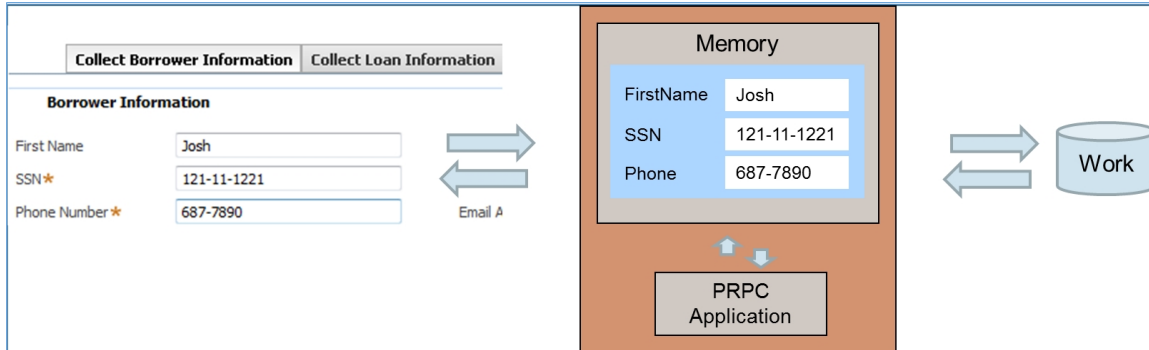 Collect Borrower Information Collect Loan Information
Borrower Information
First Name Josh
SSN* 121-11-1221
Phone Number* 687-7890 Email A
Memory
FirstName Josh
SSN 121-11-1221
Phone 687-7890
PRPC
Application
Work